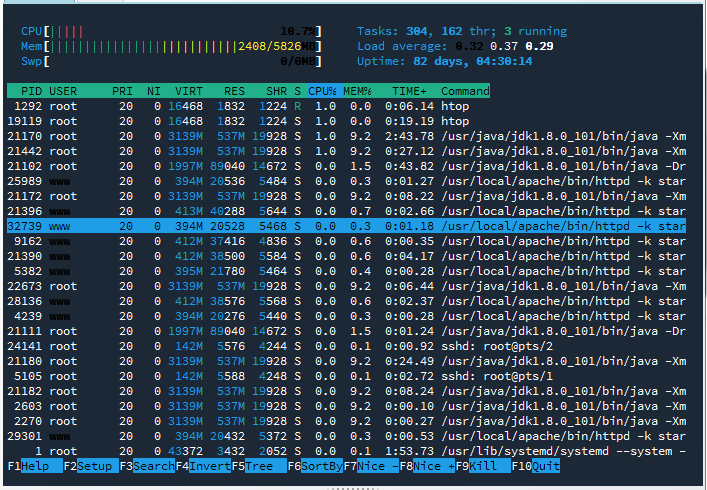 CPU[||||| 10.7%] Tasks: 304, 162 thr; 3 running
Mem[||||||||||||||||||||||||||||2408/5826MB] Load average: 0.32 0.37 0.29
Swp[ 0/0MB] Uptime: 82 days, 04:30:14
PID USER PRI NI VIRT RES SHR S CPU% MEM% TIME+ Command
1292 root 20 0 16468 1832 1224 R 1.0 0.0 0:06.14 htop
19119 root 20 0 16468 1832 1224 S 1.0 0.0 0:19.19 htop
21170 root 20 0 3139M 537M 19928 S 1.0 9.2 2:43.78 /usr/java/jdk1.8.0_101/bin/java -Xm
21442 root 20 0 3139M 537M 19928 S 0.0 9.2 0:27.12 /usr/java/jdk1.8.0_101/bin/java -Xm
21102 root 20 0 1997M 89040 14672 S 0.0 1.5 0:43.82 /usr/java/jdk1.8.0_101/bin/java -Dr
25989 www 20 0 394M 20536 5484 S 0.0 0.3 0:01.27 /usr/local/apache/bin/httpd -k star
21172 root 20 0 3139M 537M 19928 S 0.0 9.2 0:08.22 /usr/java/jdk1.8.0_101/bin/java -Xm
21396 www 20 0 413M 40288 5644 S 0.0 0.7 0:02.66 /usr/local/apache/bin/httpd -k star
32739 www 20 0 394M 20528 5468 S 0.0 0.3 0:01.18 /usr/local/apache/bin/httpd -k star
9162 www 20 0 412M 37416 4836 S 0.0 0.6 0:00.35 /usr/local/apache/bin/httpd -k star
21390 www 20 0 412M 38500 5584 S 0.0 0.6 0:04.17 /usr/local/apache/bin/httpd -k star
5382 www 20 0 395M 21780 5464 S 0.0 0.4 0:00.28 /usr/local/apache/bin/httpd -k star
22673 root 20 0 3139M 537M 19928 S 0.0 9.2 0:06.44 /usr/java/jdk1.8.0_101/bin/java -Xm
28136 www 20 0 412M 38576 5568 S 0.0 0.6 0:02.37 /usr/local/apache/bin/httpd -k star
4239 www 20 0 394M 20276 5440 S 0.0 0.3 0:00.28 /usr/local/apache/bin/httpd -k star
21111 root 20 0 1997M 89040 14672 S 0.0 1.5 0:01.24 /usr/java/jdk1.8.0_101/bin/java -Dr
24141 root 20 0 142M 5576 4244 S 0.0 0.1 0:00.92 sshd: root@pts/2
21180 root 20 0 3139M 537M 19928 S 0.0 9.2 0:24.49 /usr/java/jdk1.8.0_101/bin/java -Xm
5105 root 20 0 142M 5588 4248 S 0.0 0.1 0:02.72 sshd: root@pts/1
21182 root 20 0 3139M 537M 19928 S 0.0 9.2 0:08.24 /usr/java/jdk1.8.0_101/bin/java -Xm
2603 root 20 0 3139M 537M 19928 S 0.0 9.2 0:00.10 /usr/java/jdk1.8.0_101/bin/java -Xm
2270 root 20 0 3139M 537M 19928 S 0.0 9.2 0:00.27 /usr/java/jdk1.8.0_101/bin/java -Xm
29301 www 20 0 394M 20432 5372 S 0.0 0.3 0:00.53 /usr/local/apache/bin/httpd -k star
1 root 20 0 43372 3432 2052 S 0.0 0.1 1:53.73 /usr/lib/systemd/systemd --system -
F1Help F2Setup F3SearchF4InvertF5Tree F6SortByF7Nice -F8Nice +F9Kill F10Quit